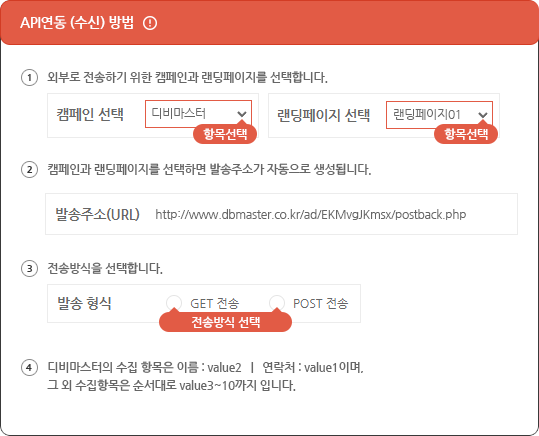 API연동 (수신) 방법 !
1 외부로 전송하기 위한 캠페인과 랜딩페이지를 선택합니다.
캠페인 선택 디비마스터 랜딩페이지 선택 랜딩페이지01
항목선택 항목선택
2 캠페인과 랜딩페이지를 선택하면 발송주소가 자동으로 생성됩니다.
발송주소(URL) http://www.dbmaster.co.kr/ad/EKMvgJKmsx/postback.php
3 전송방식을 선택합니다.
발송 형식 GET 전송 POST 전송
전송방식 선택
4 디비마스터의 수집 항목은 이름 : value2 | 연락처 : value1이며,
그 외 수집항목은 순서대로 value3~10까지 입니다.